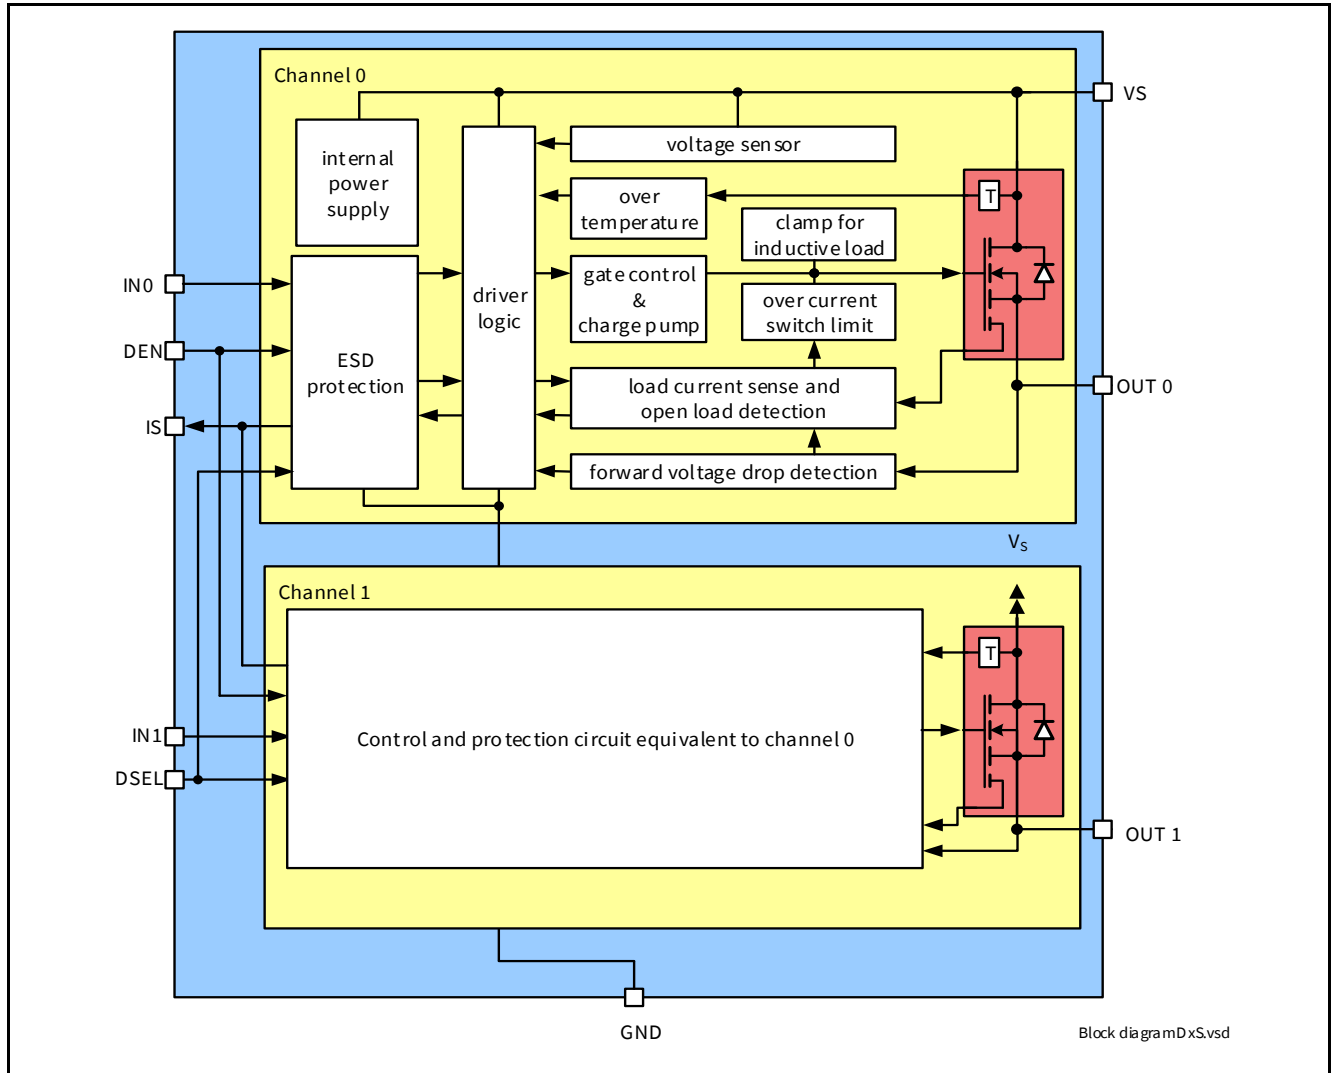 Channel 0
VS
internal
power
supply
voltage sensor
T
over
temperature
clamp for
inductive load
IN0
driver
logic
gate control
&
charge pump
over current
switch limit
DEN
ESD
protection
load current sense and
open load detection
OUT 0
IS
forward voltage drop detection
VS
Channel 1
T
IN1
Control and protection circuit equivalent to channel 0
DSEL
OUT 1
GND
Block diagramDxS.vsd